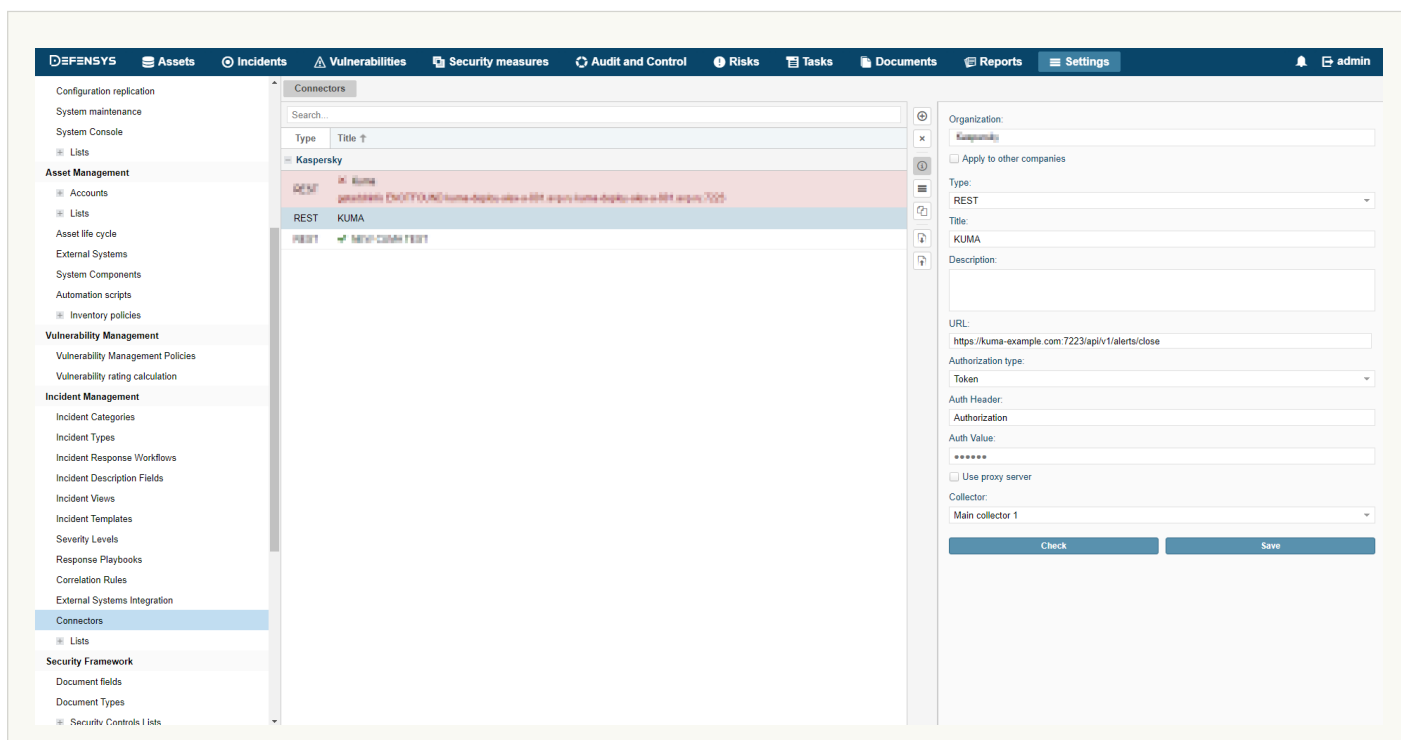 DEFENSYS Assets Incidents Vulnerabilities Security measures Audit and Control Risks Tasks Documents Reports Settings admin
Configuration replication
System maintenance
System Console
Lists
Asset Management
Accounts
Lists
Asset life cycle
External Systems
System Components
Automation scripts
Inventory policies
Vulnerability Management
Vulnerability Management Policies
Vulnerability rating calculation
Incident Management
Incident Categories
Incident Types
Incident Response Workflows
Incident Description Fields
Incident Views
Incident Templates
Severity Levels
Response Playbooks
Correlation Rules
External Systems Integration
Connectors
Lists
Security Framework
Document fields
Document Types
Security Controls Lists
Connectors
Search...
Type Title ↑
Kaspersky
REST
REST KUMA
REST
Organization:
Apply to other companies
Type:
REST
Title:
KUMA
Description:
URL:
https://kuma-example.com:7223/api/v1/alerts/close
Authorization type:
Token
Auth Header:
Authorization
Auth Value:
••••••
Use proxy server
Collector:
Main collector 1
Check Save